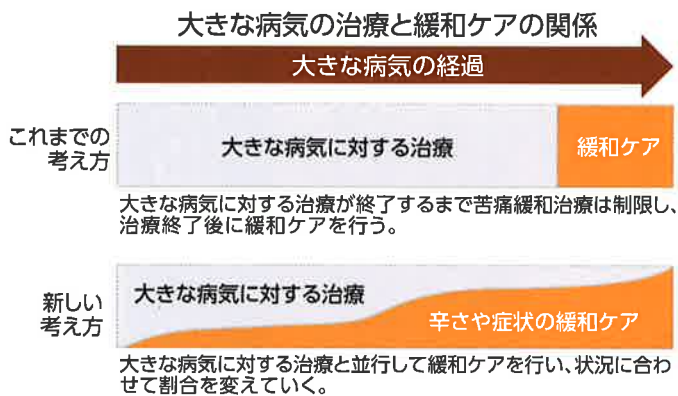 大きな病気の治療と緩和ケアの関係
大きな病気の経過
これまでの
考え方
大きな病気に対する治療
緩和ケア
大きな病気に対する治療が終了するまで苦痛緩和治療は制限し、
治療終了後に緩和ケアを行う。
新しい
考え方
大きな病気に対する治療
辛さや症状の緩和ケア
大きな病気に対する治療と並行して緩和ケアを行い、状況に合わ
せて割合を変えていく。